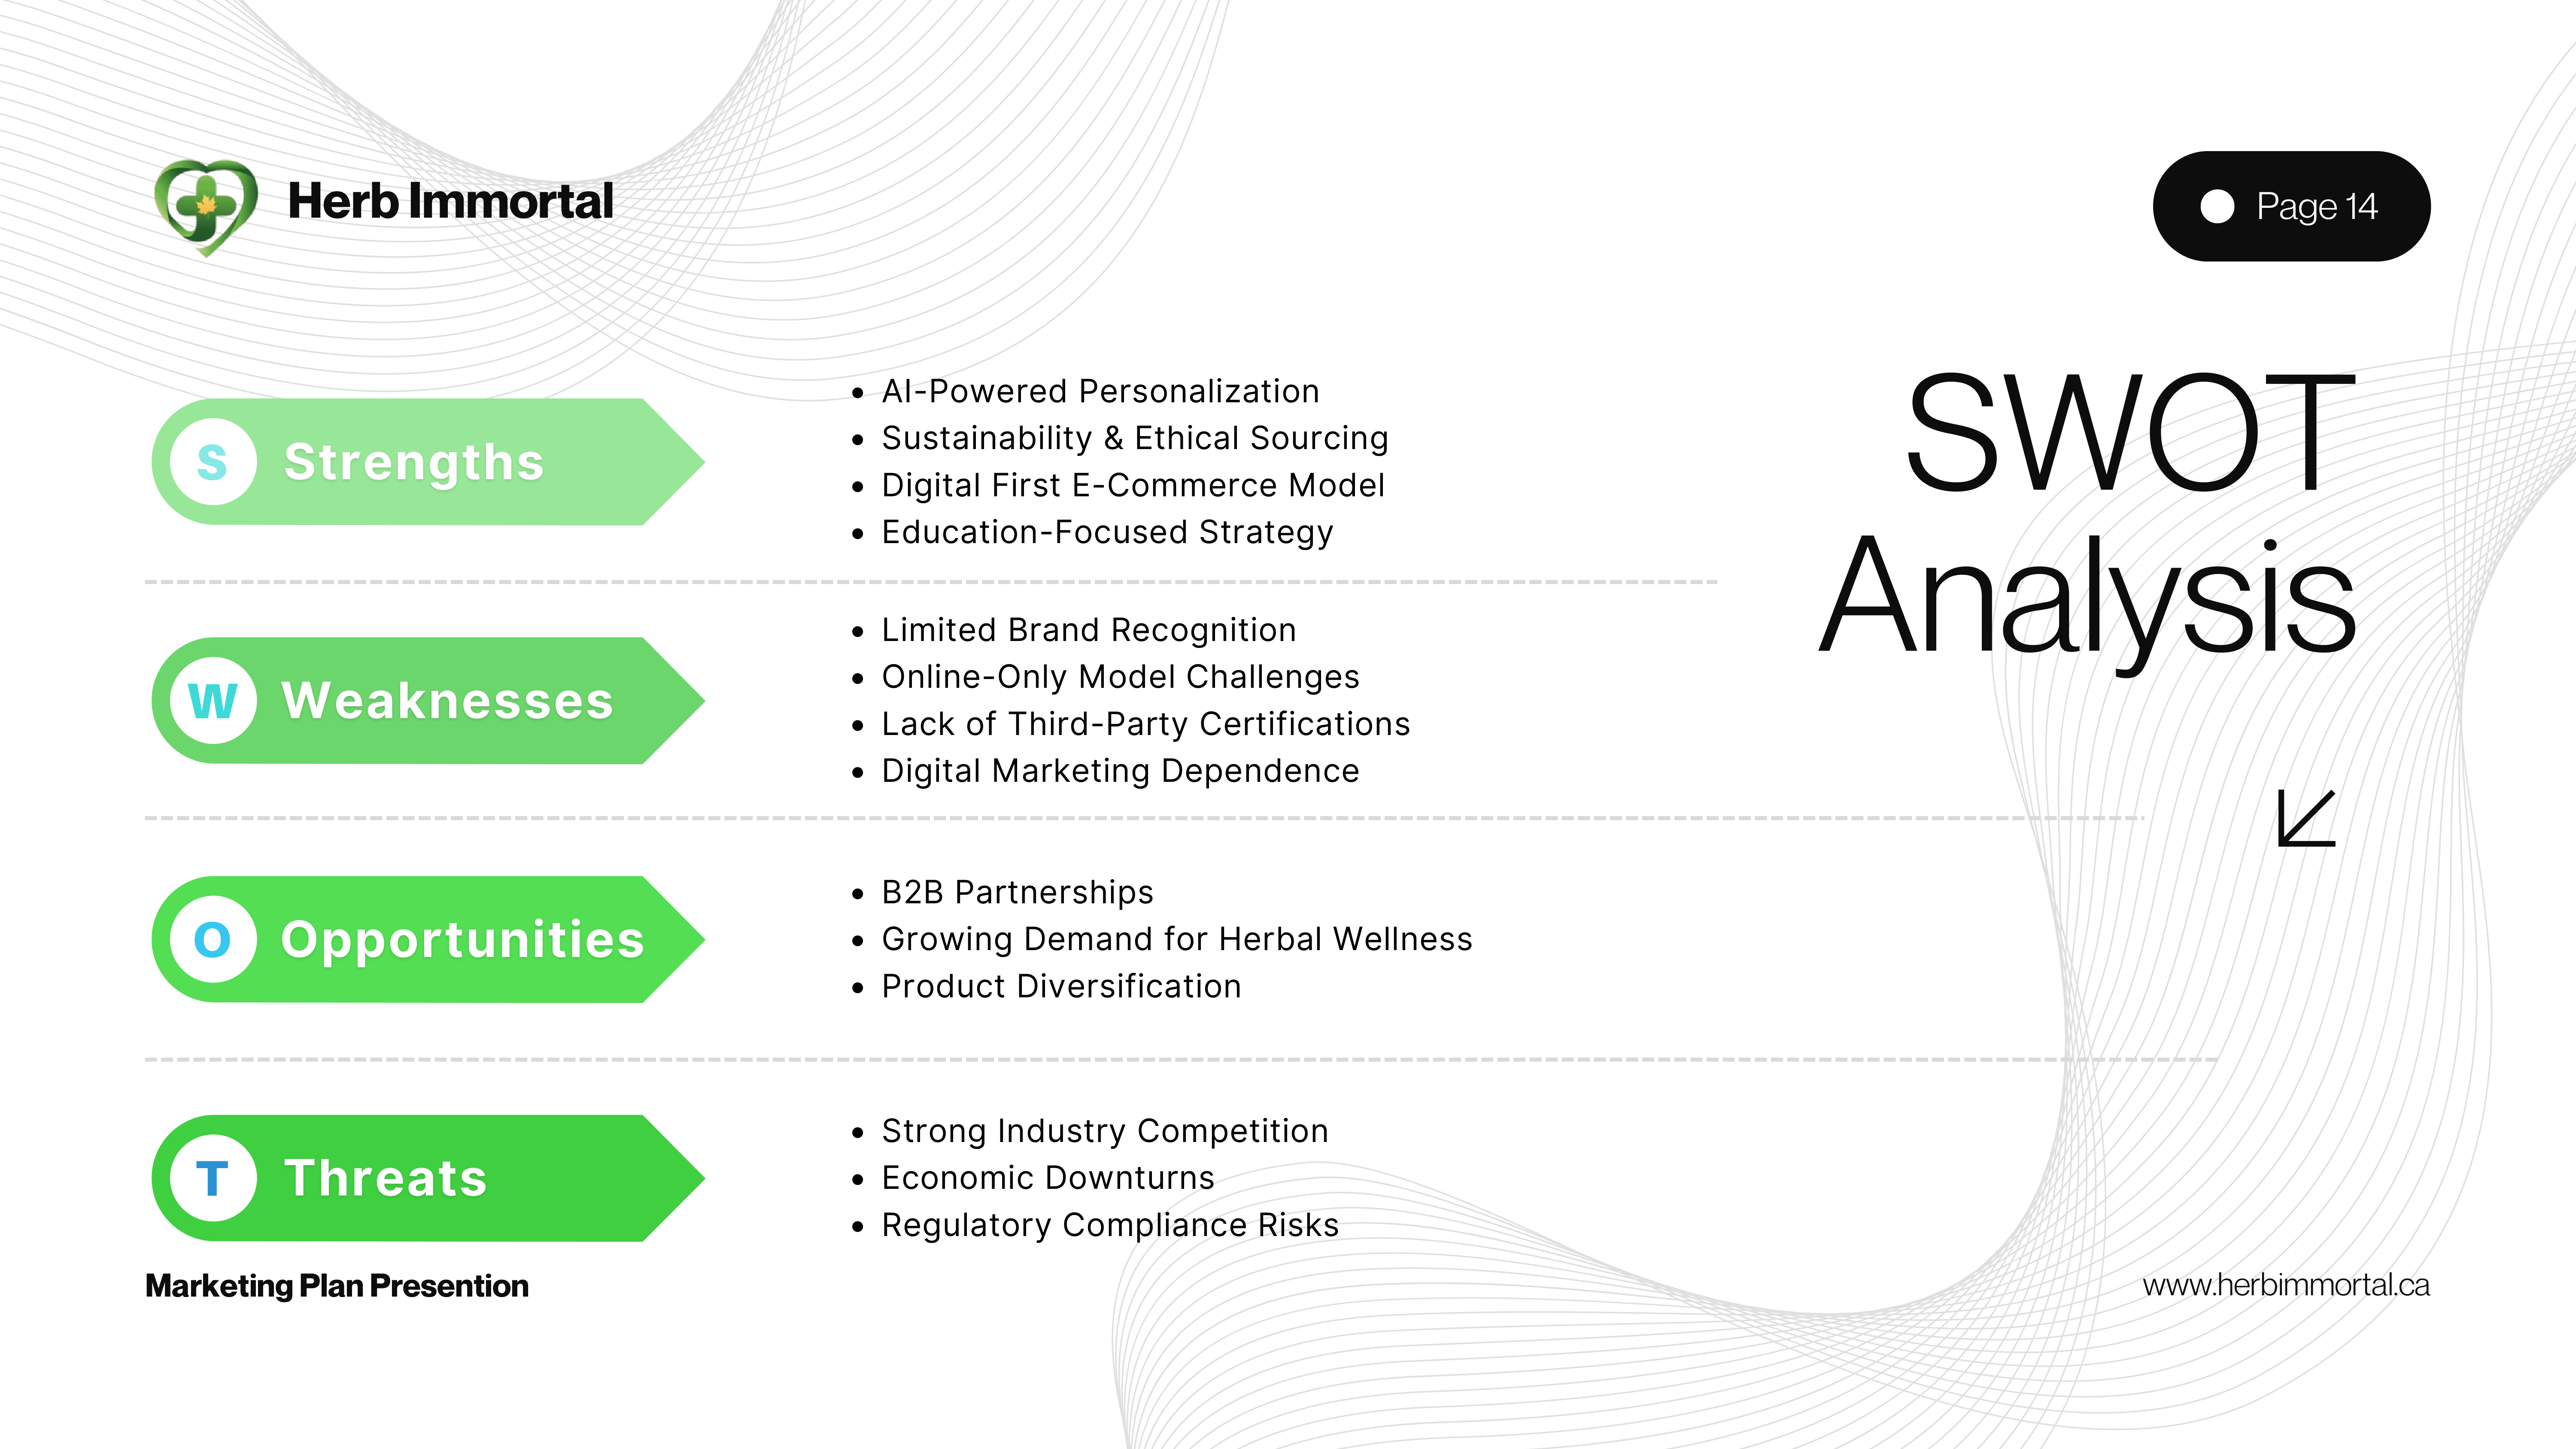 Herb Immortal
Page 14
SWOT
Analysis
S Strengths
• AI-Powered Personalization
• Sustainability & Ethical Sourcing
• Digital First E-Commerce Model
• Education-Focused Strategy
W Weaknesses
• Limited Brand Recognition
• Online-Only Model Challenges
• Lack of Third-Party Certifications
• Digital Marketing Dependence
O Opportunities
• B2B Partnerships
• Growing Demand for Herbal Wellness
• Product Diversification
T Threats
• Strong Industry Competition
• Economic Downturns
• Regulatory Compliance Risks
Marketing Plan Presention
www.herbimmortal.ca